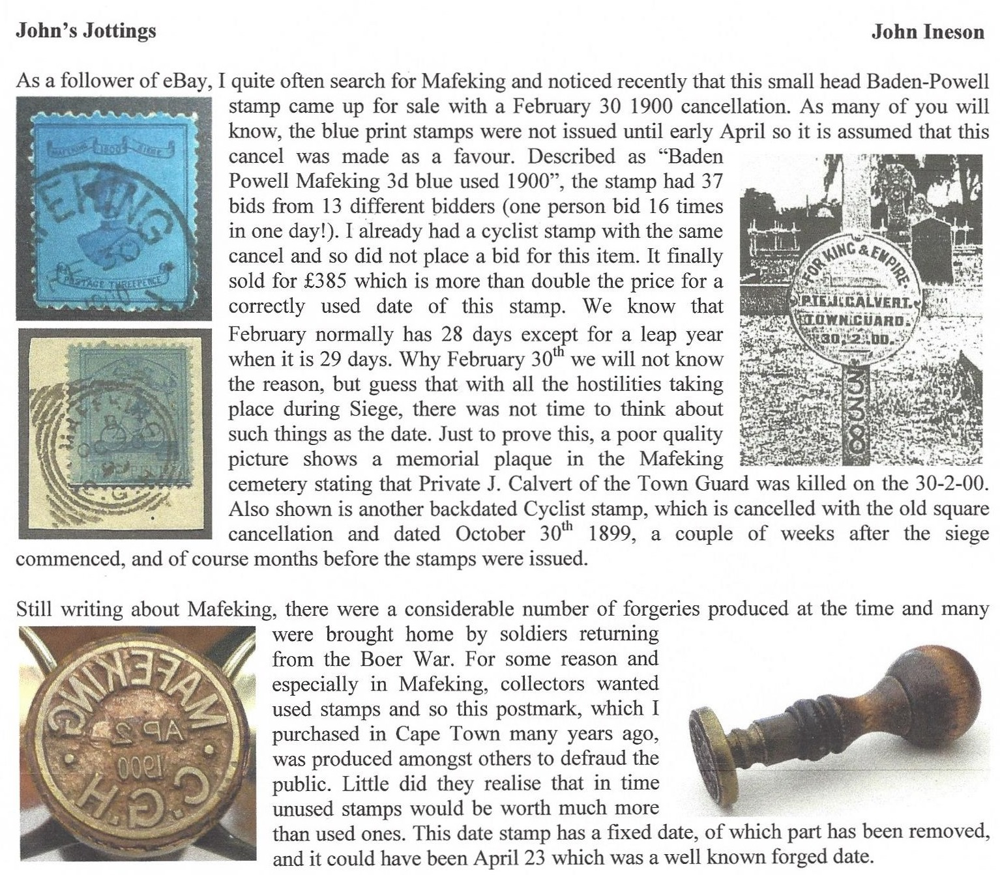 John's Jottings
John Ineson
As a follower of eBay, I quite often search for Mafeking and noticed recently that this small head Baden-Powell
stamp came up for sale with a February 30 1900 cancellation. As many of you will
know, the blue print stamps were not issued until early April so it is assumed that this
cancel was made as a favour. Described as “Baden
Powell Mafeking 3d blue used 1900”, the stamp had 37
bids from 13 different bidders (one person bid 16 times
in one day!). I already had a cyclist stamp with the same
cancel and so did not place a bid for this item. It finally
sold for £385 which is more than double the price for a
correctly used date of this stamp. We know that
February normally has 28 days except for a leap year
when it is 29 days. Why February 30th we will not know
the reason, but guess that with all the hostilities taking
place during Siege, there was not time to think about
such things as the date. Just to prove this, a poor quality
picture shows a memorial plaque in the Mafeking
cemetery stating that Private J. Calvert of the Town Guard was killed on the 30-2-00.
Also shown is another backdated Cyclist stamp, which is cancelled with the old square
cancellation and dated October 30th 1899, a couple of weeks after the siege
commenced, and of course months before the stamps were issued.
MAFEKING 1900 SIEGE
EKING
30
POSTAGE THREEPENCE
1900
FOR KING & EMPIRE.
PTE.J.CALVERT.
TOWN.GUARD.
30.2.00.
MAFEKING
OC 30
Still writing about Mafeking, there were a considerable number of forgeries produced at the time and many
were brought home by soldiers returning
from the Boer War. For some reason and
especially in Mafeking, collectors wanted
used stamps and so this postmark, which I
purchased in Cape Town many years ago,
was produced amongst others to defraud the
public. Little did they realise that in time
unused stamps would be worth much more
than used ones. This date stamp has a fixed date, of which part has been removed,
and it could have been April 23 which was a well known forged date.
MAFEKING
AP 2
1900
C.G.H.